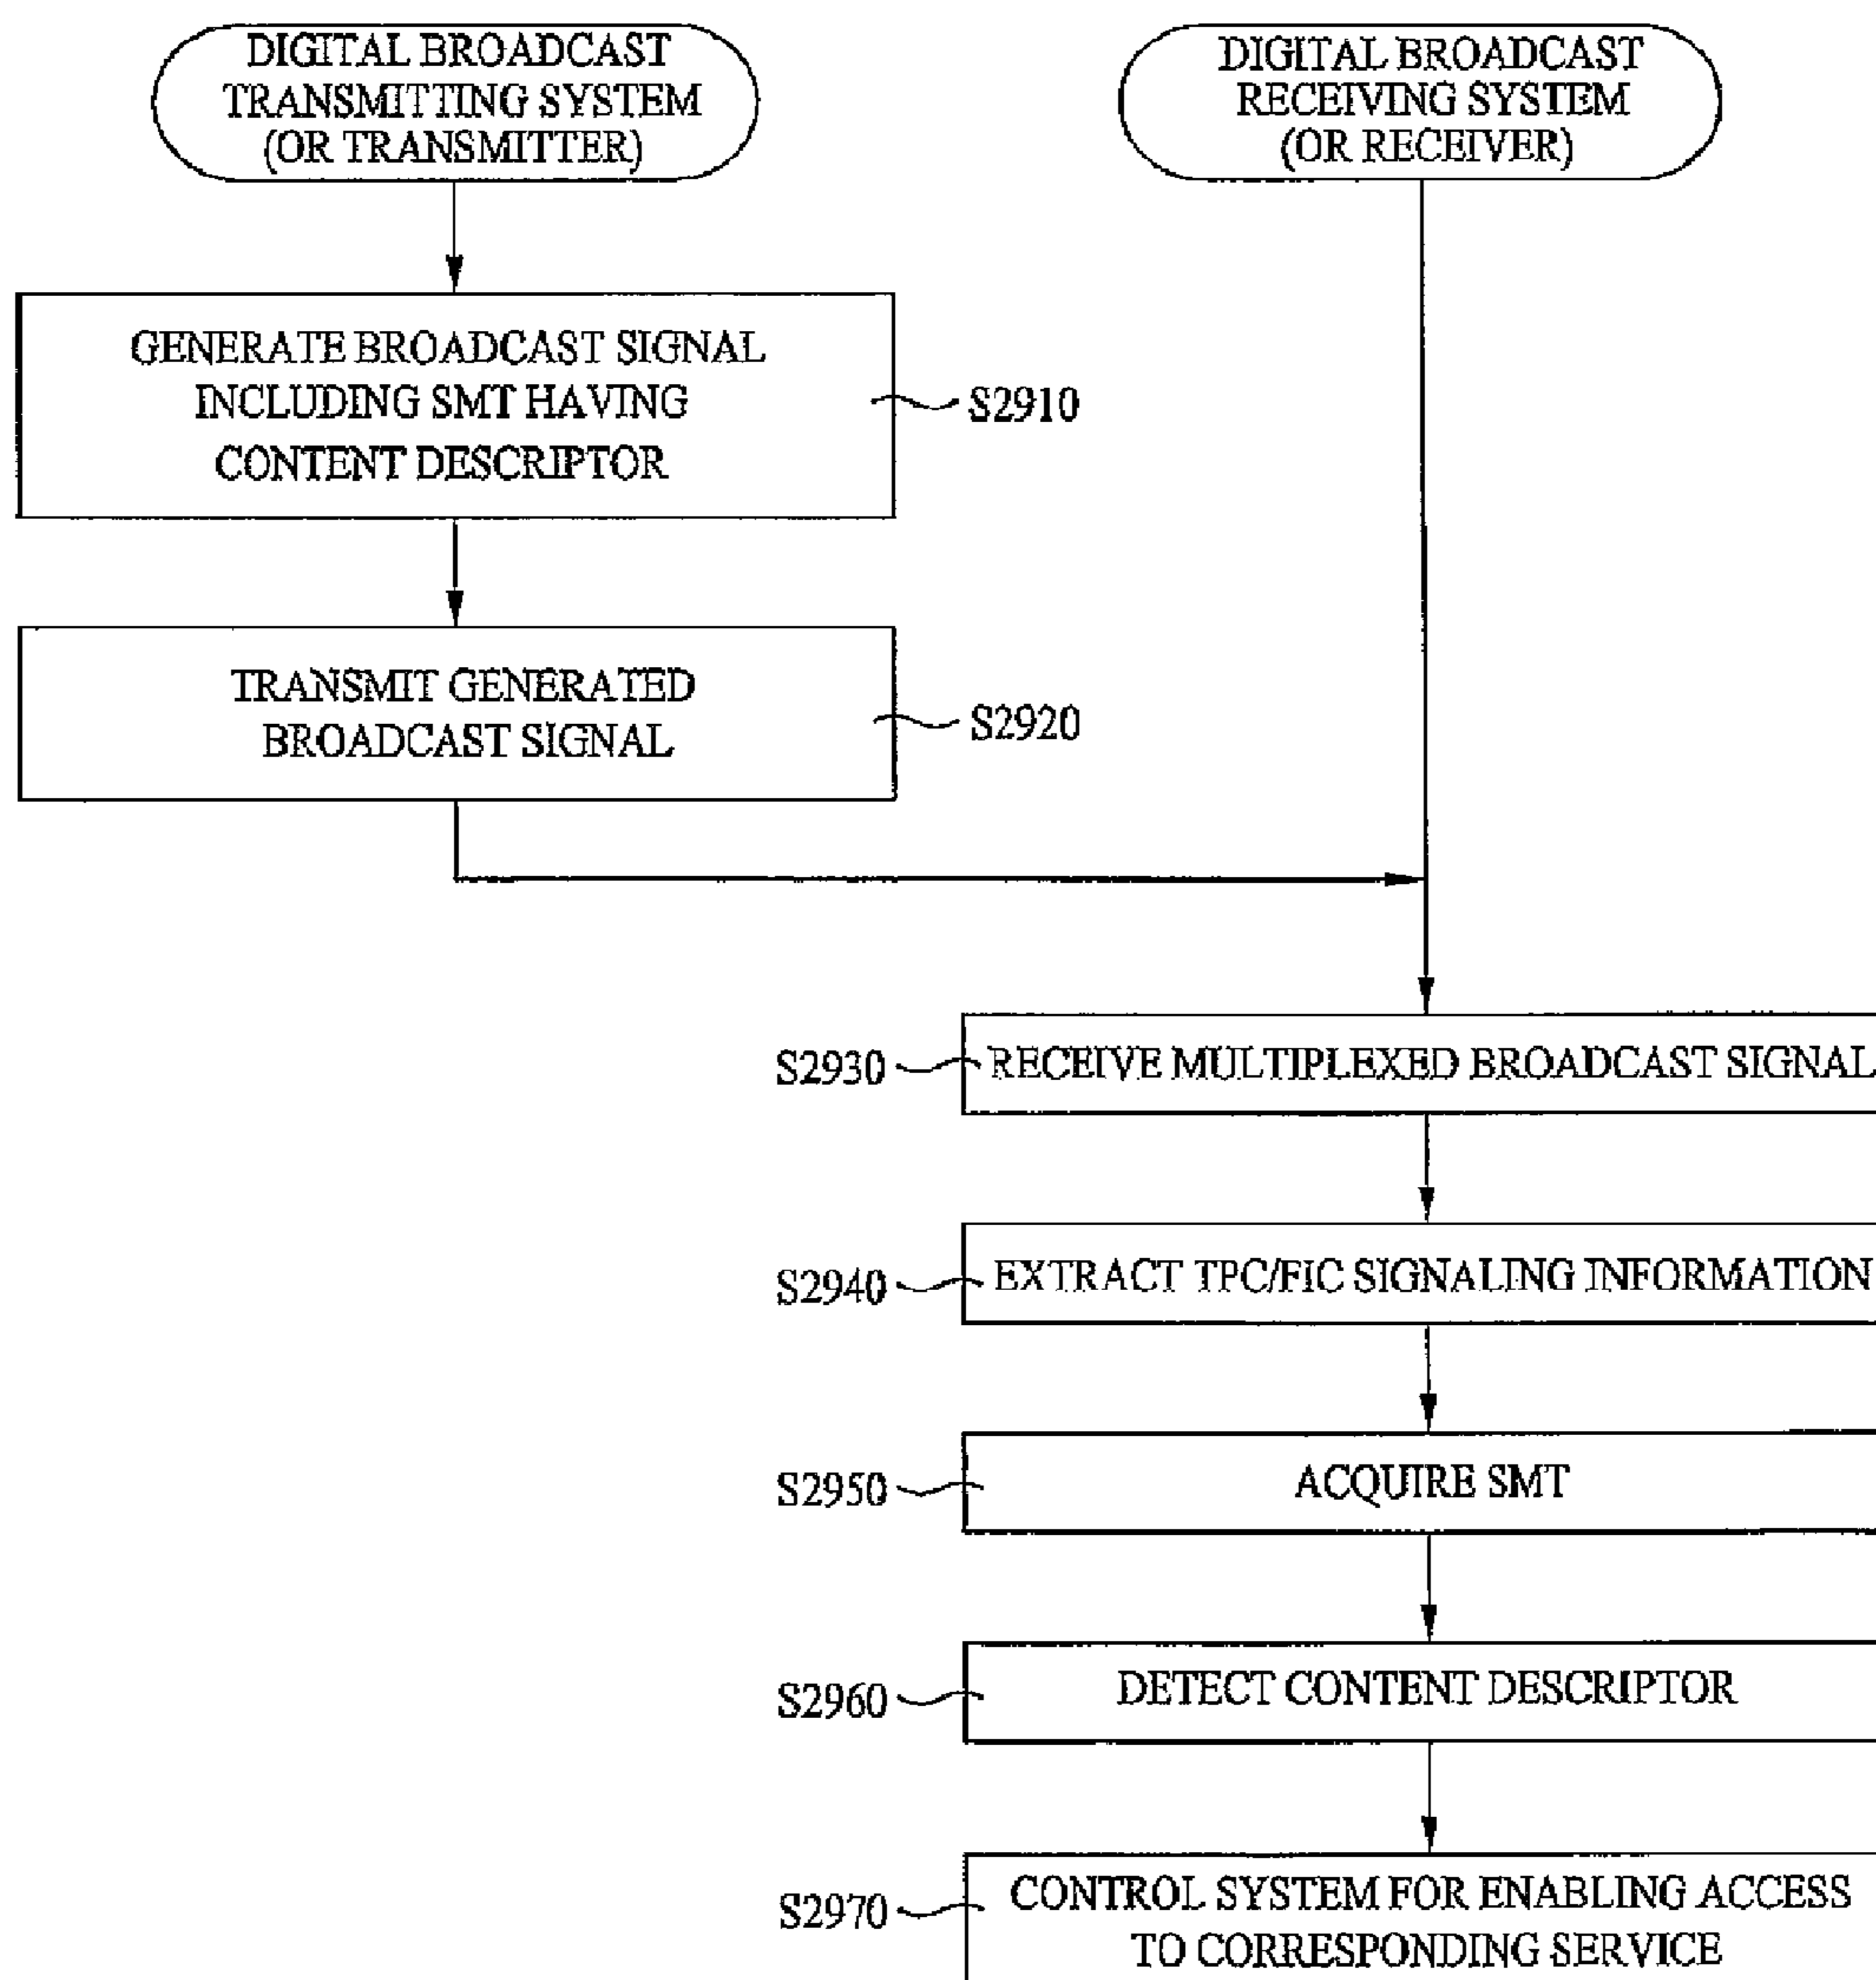 DIGITAL BROADCAST
TRANSMITTING SYSTEM
(OR TRANSMITTER)
DIGITAL BROADCAST
RECEIVING SYSTEM
(OR RECEIVER)
GENERATE BROADCAST SIGNAL
INCLUDING SMT HAVING
CONTENT DESCRIPTOR
S2910
TRANSMIT GENERATED
BROADCAST SIGNAL
S2920
S2930
RECEIVE MULTIPLEXED BROADCAST SIGNAL
S2940
EXTRACT TPC/FIC SIGNALING INFORMATION
S2950
ACQUIRE SMT
S2960
DETECT CONTENT DESCRIPTOR
S2970
CONTROL SYSTEM FOR ENABLING ACCESS
TO CORRESPONDING SERVICE